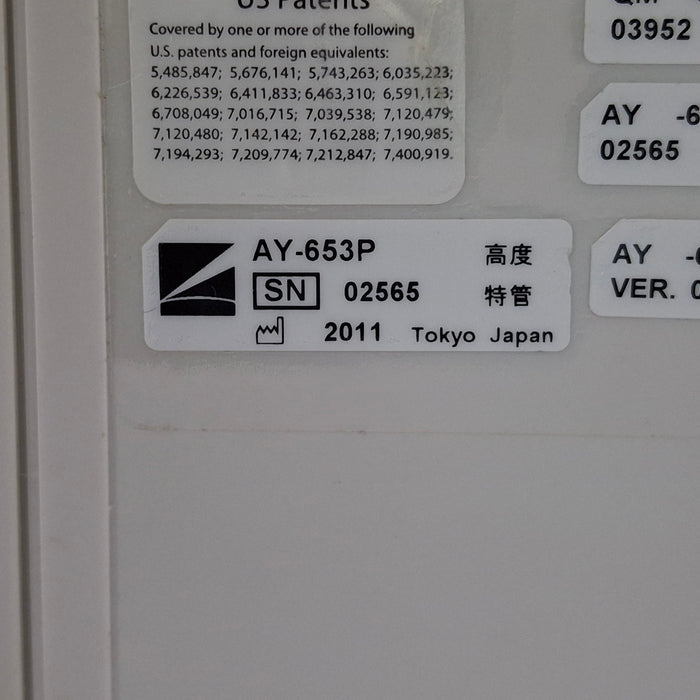 US Patents
Covered by one or more of the following
U.S. patents and foreign equivalents:
5,485,847; 5,676,141; 5,743,263; 6,035,223;
6,226,539; 6,411,833; 6,463,310; 6,591,123;
6,708,049; 7,016,715; 7,039,538; 7,120,479;
7,120,480; 7,142,142; 7,162,288; 7,190,985;
7,194,293; 7,209,774; 7,212,847; 7,400,919.
AY-653P 高度
SN 02565 特管
2011 Tokyo Japan
03952
AY -6
02565
AY
VER. 0